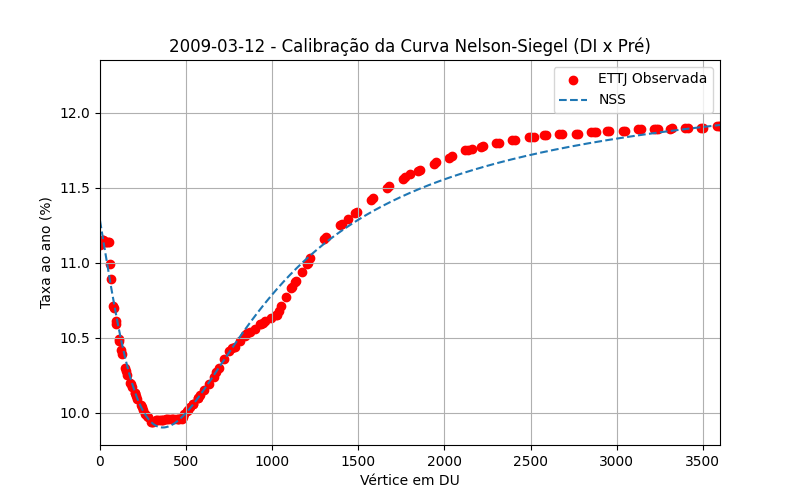 2009-03-12 - Calibração da Curva Nelson-Siegel (DI x Pré)
ETTJ Observada
NSS
Taxa ao ano (%)
12.0
11.5
11.0
10.5
10.0
0 500 1000 1500 2000 2500 3000 3500
Vértice em DU